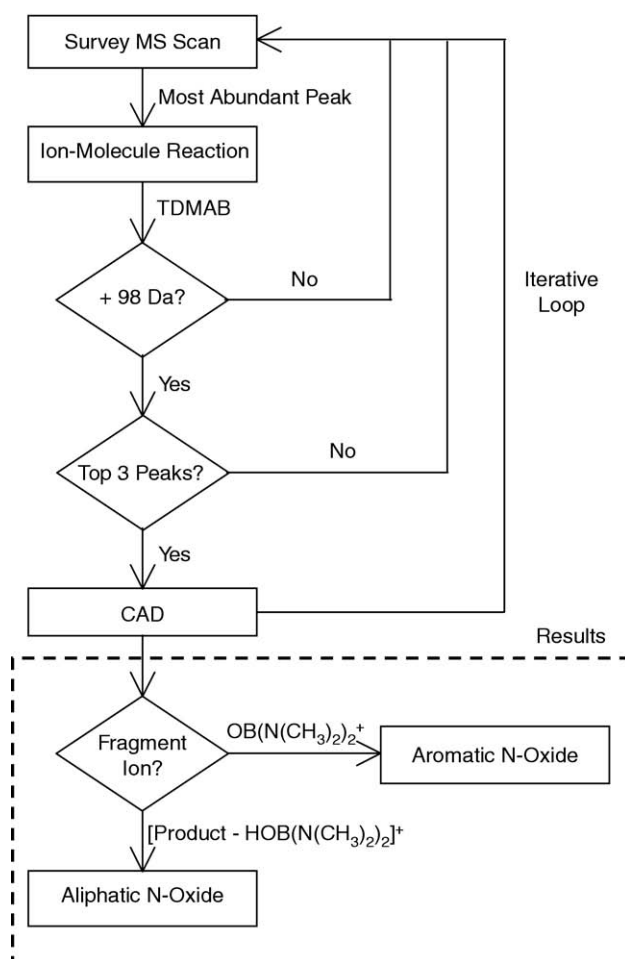 Survey MS Scan
Most Abundant Peak
Ion-Molecule Reaction
TDMAB
+ 98 Da?
No
Iterative
Loop
Yes
Top 3 Peaks?
No
Yes
CAD
Results
Fragment
Ion?
OB(N(CH₃)₂)₂⁺
Aromatic N-Oxide
[Product - HOB(N(CH₃)₂)₂]⁺
Aliphatic N-Oxide